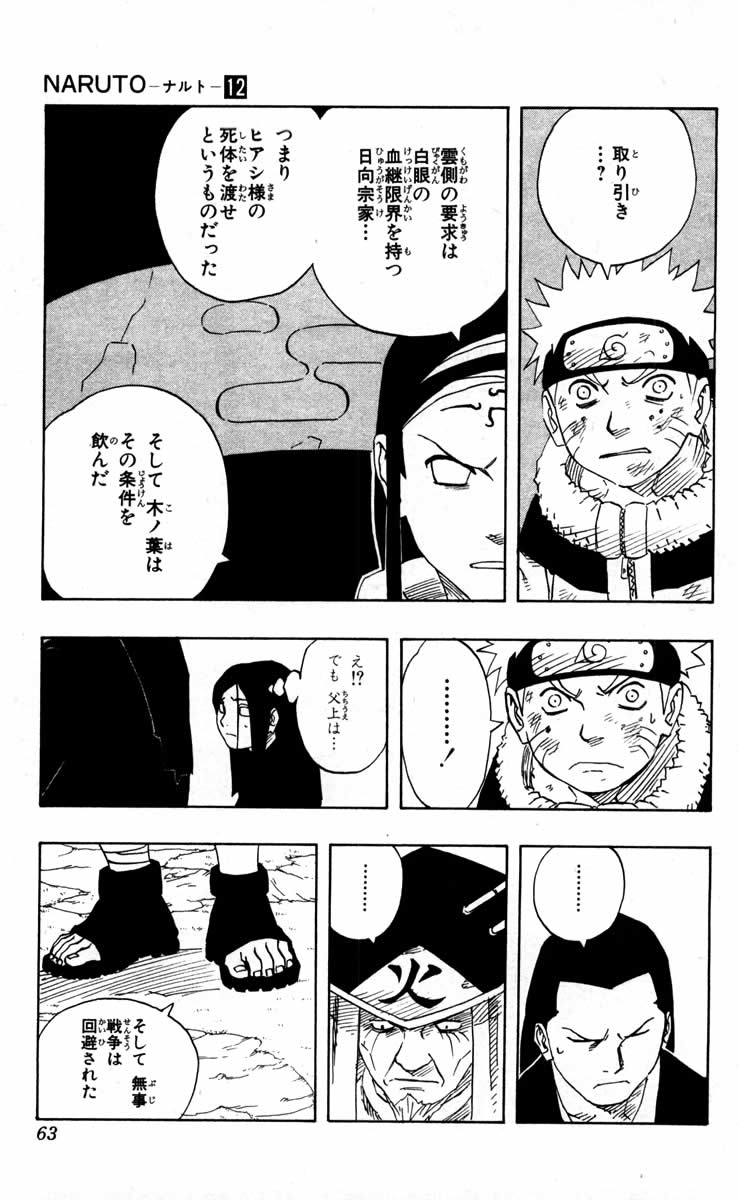 NARUTO－ナルト－12
取り引き
…?
雲側の要求は
白眼の
血継限界を持つ
日向宗家…
つまり
ヒアシ様の
死体を渡せ
というものだった
そして 木ノ葉は
その条件を
飲んだ
………!
え!?
でも 父上は…
………
………
火
そして 無事
戦争は
回避された
63